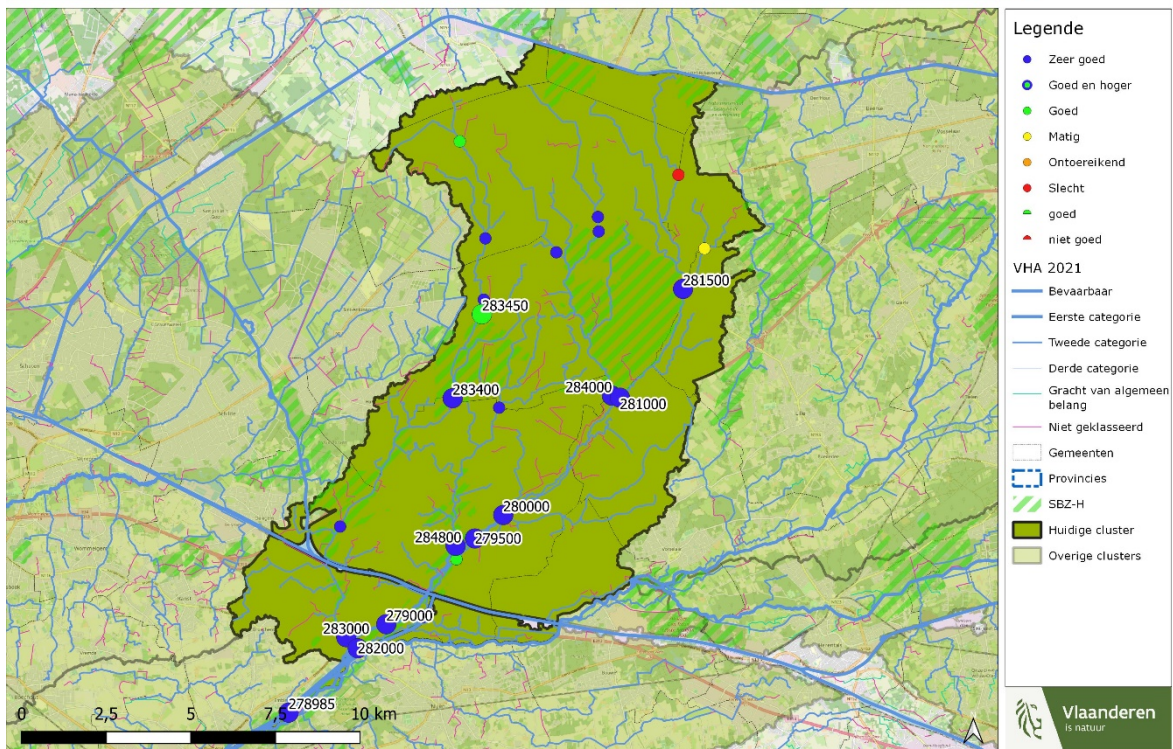 281500
283450
283400
284000
281000
280000
284800
279500
279000
283000
282000
278985
0
2,5
5
7,5
10 km
Legende
Zeer goed
Goed en hoger
Goed
Matig
Ontoereikend
Slecht
goed
niet goed
VHA 2021
Bevaarbaar
Eerste categorie
Tweede categorie
Derde categorie
Gracht van algemeen
belang
Niet geklasseerd
Gemeenten
Provincies
SBZ-H
Huidige cluster
Overige clusters
Vlaanderen
is natuur